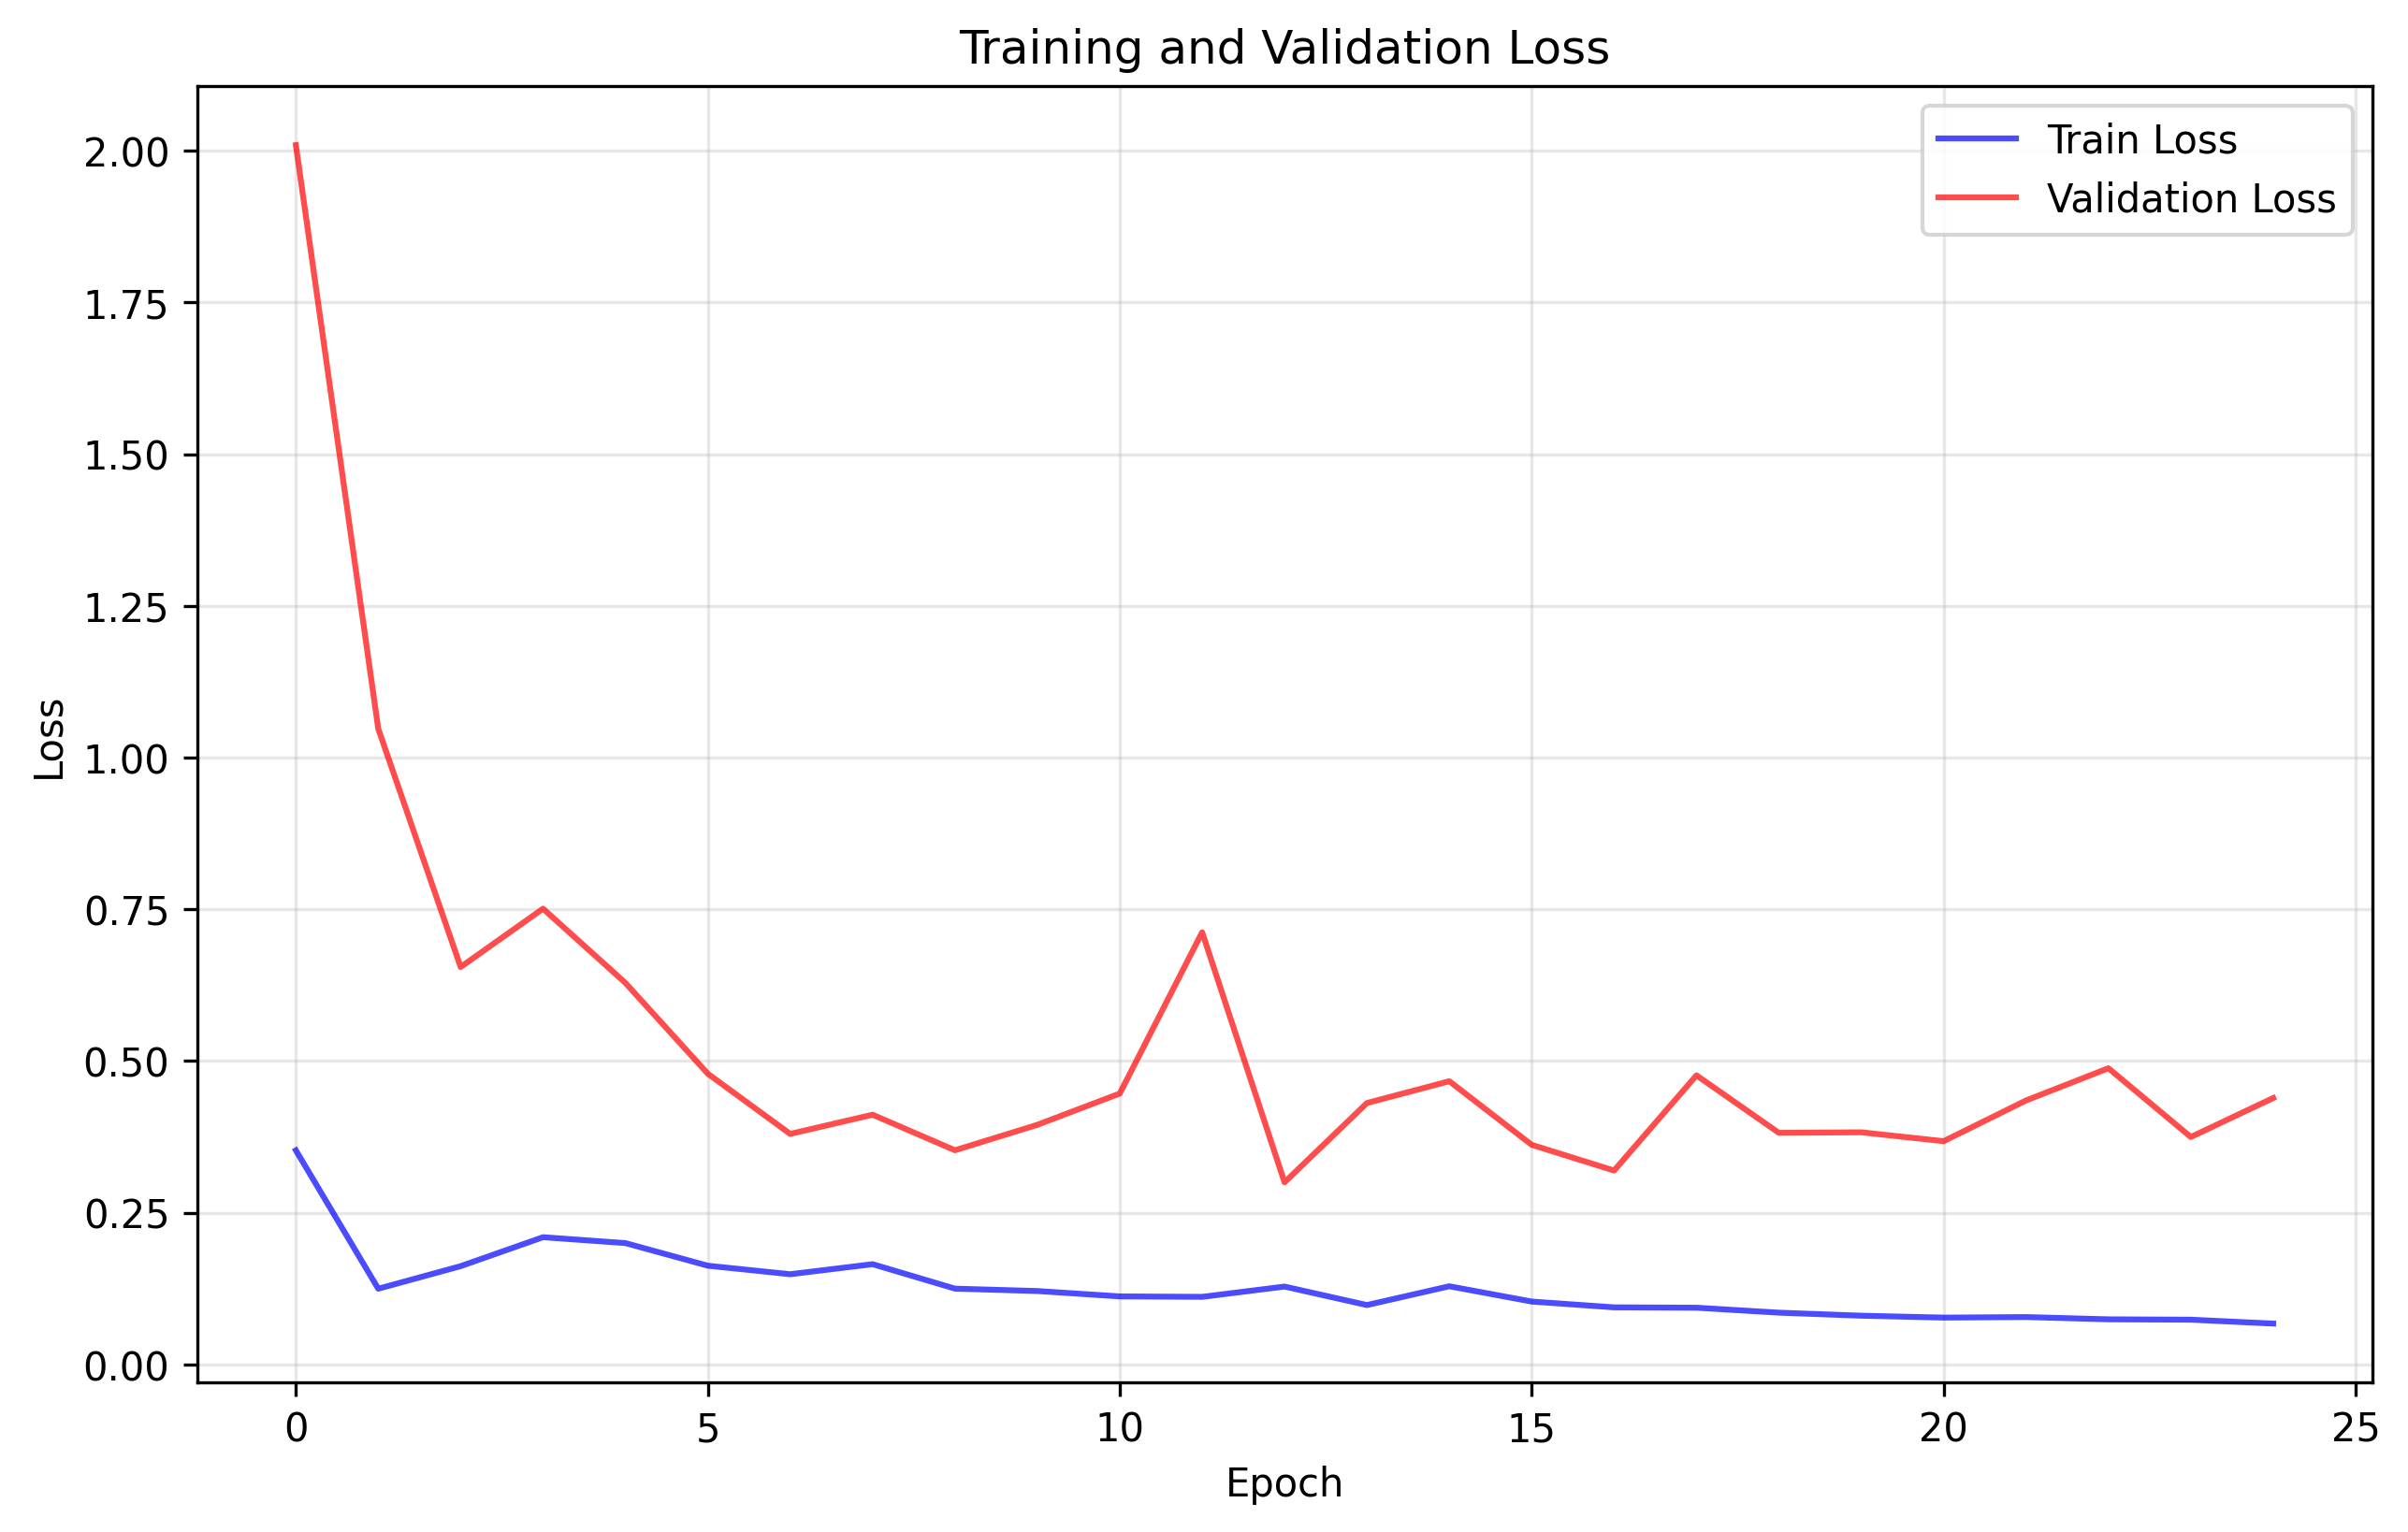 Training and Validation Loss
Train Loss
Validation Loss
2.00
1.75
1.50
1.25
1.00
0.75
0.50
0.25
0.00
Loss
0 5 10 15 20 25
Epoch